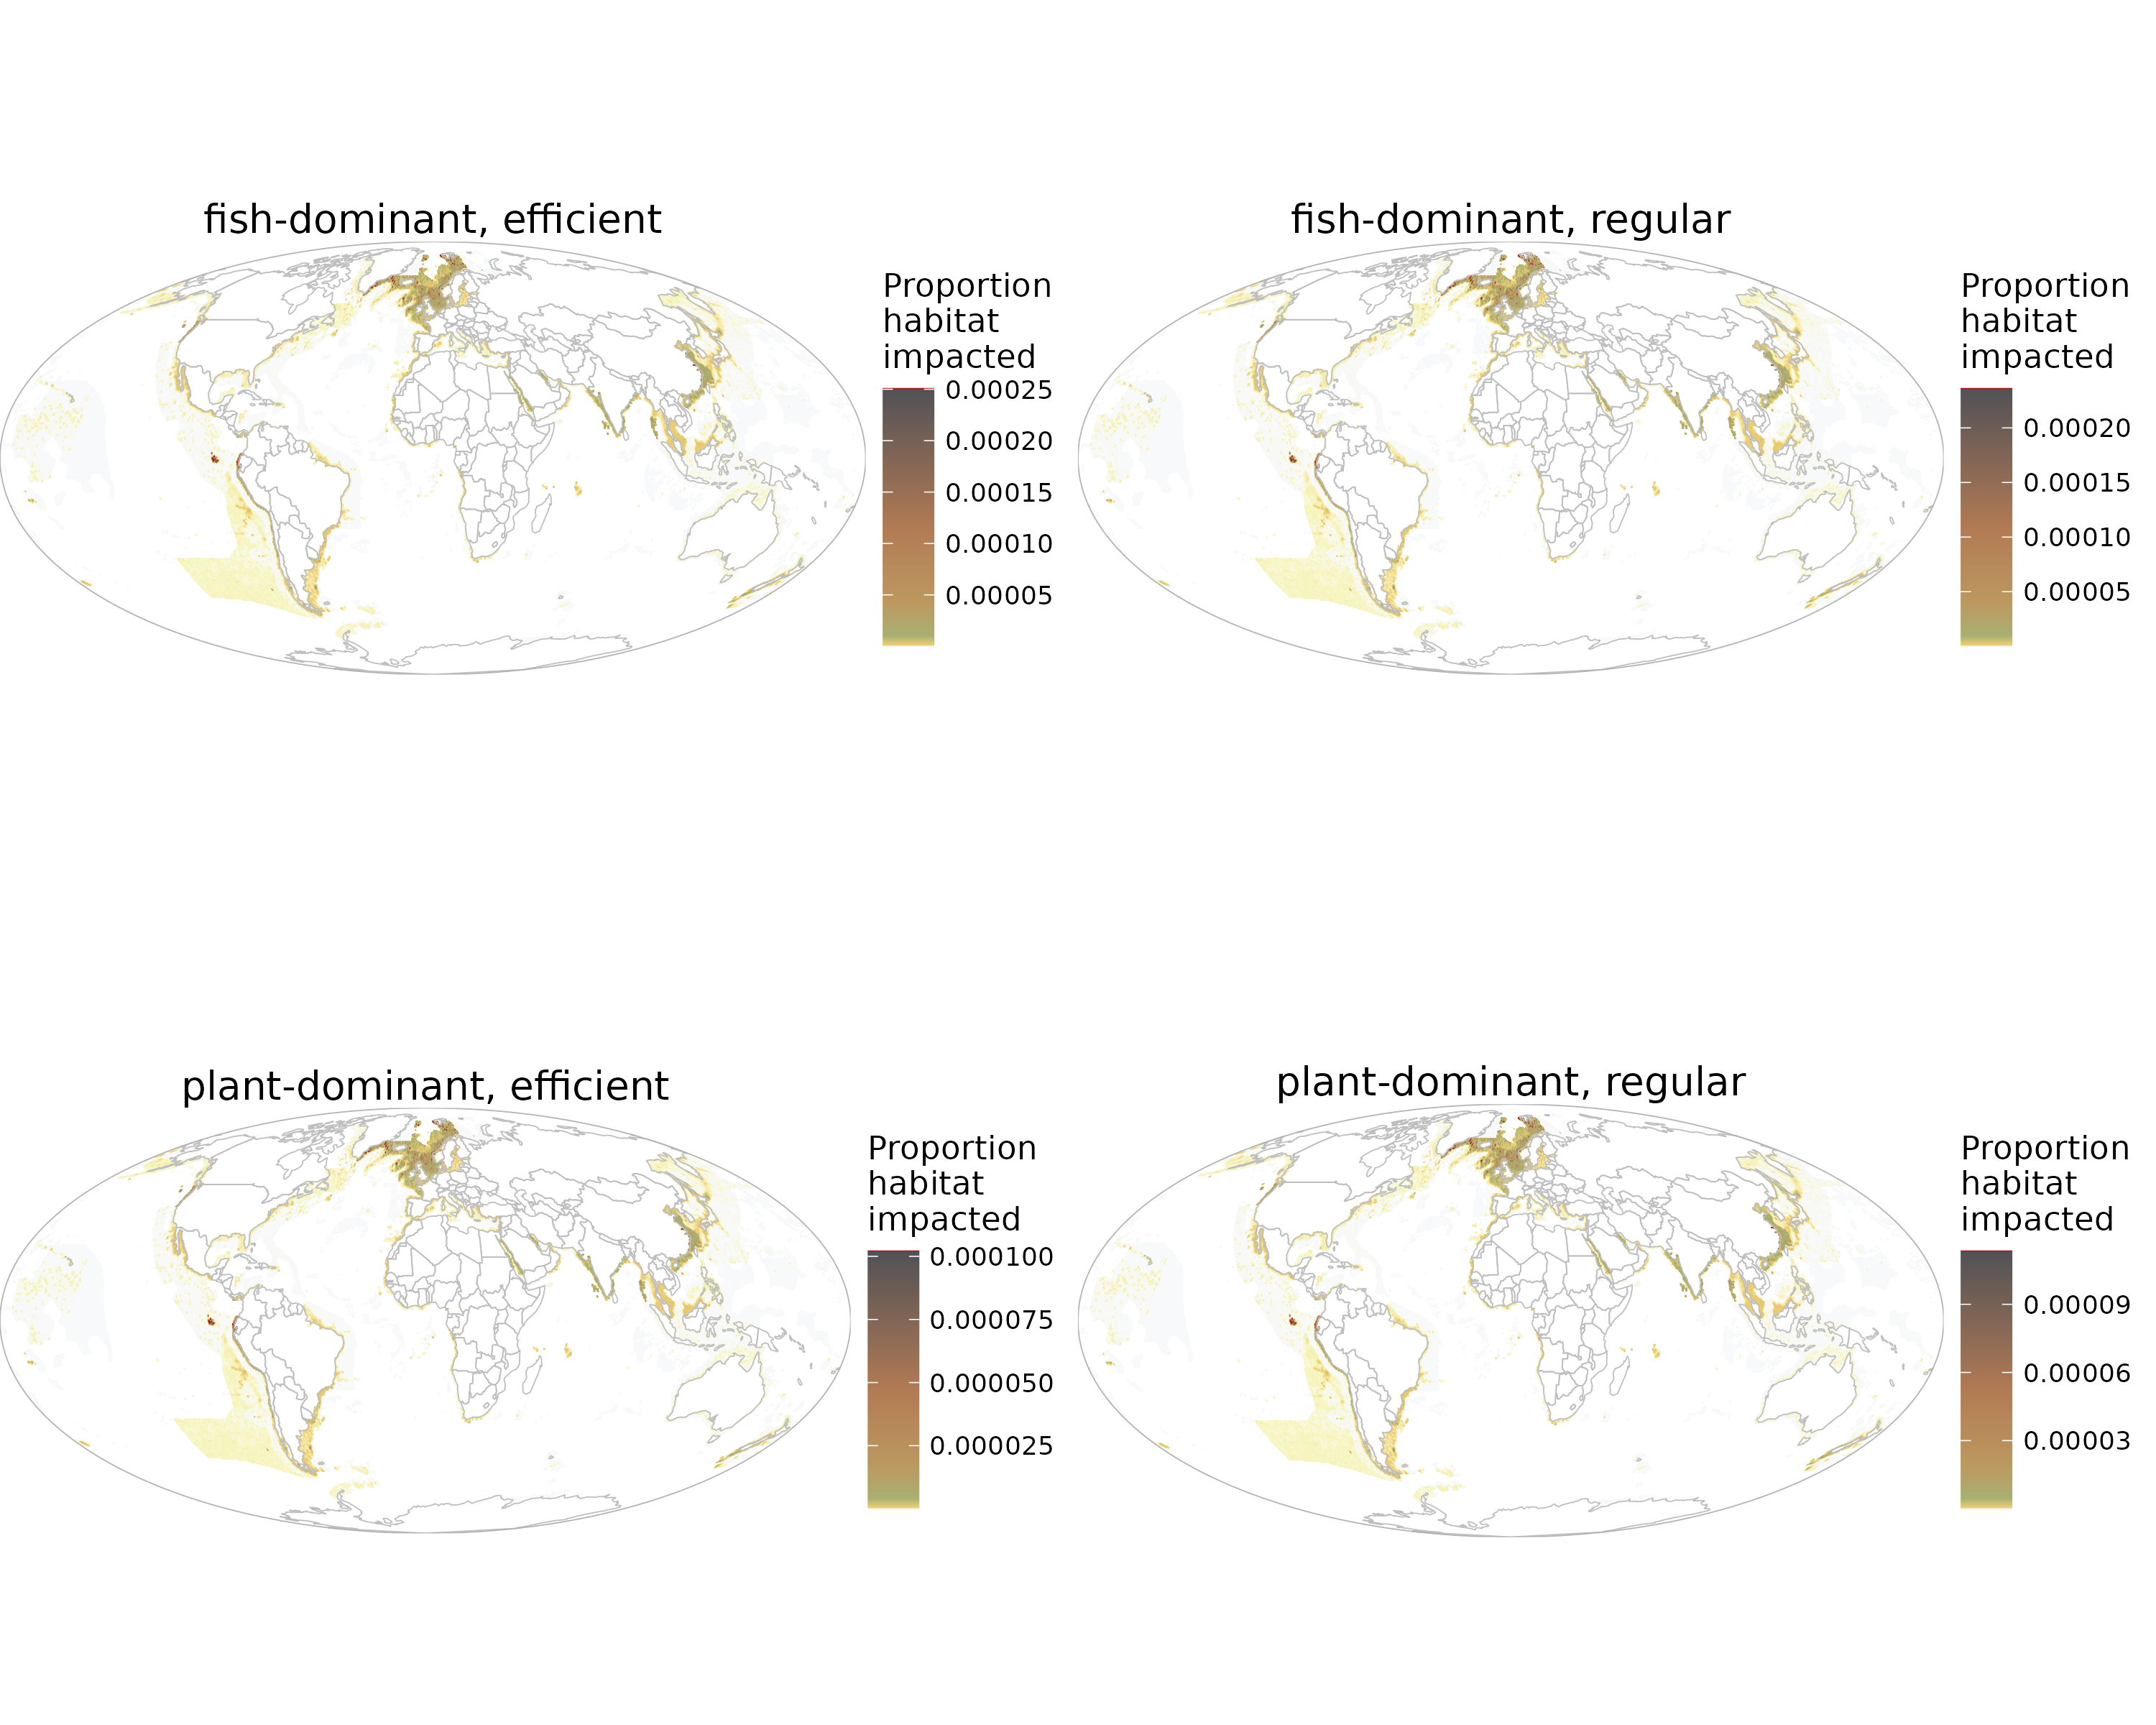 fish-dominant, efficient
Proportion
habitat
impacted
0.00025
0.00020
0.00015
0.00010
0.00005
fish-dominant, regular
Proportion
habitat
impacted
0.00020
0.00015
0.00010
0.00005
plant-dominant, efficient
Proportion
habitat
impacted
0.000100
0.000075
0.000050
0.000025
plant-dominant, regular
Proportion
habitat
impacted
0.00009
0.00006
0.00003